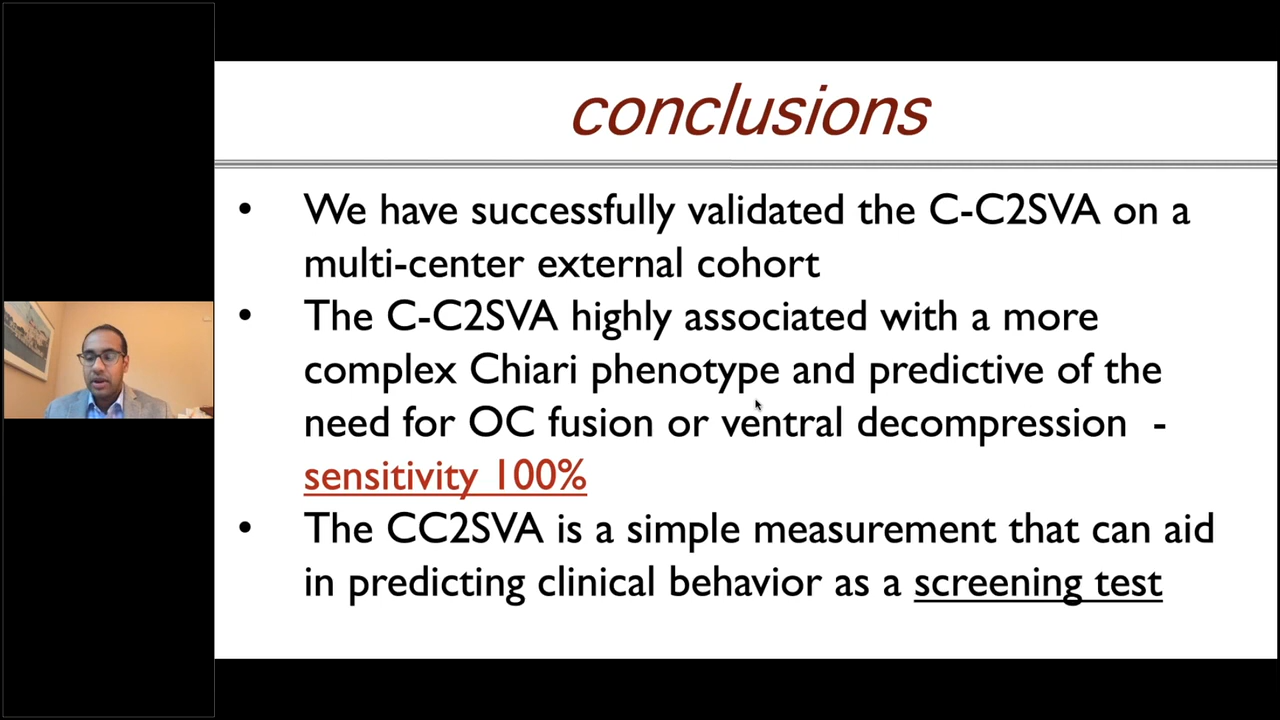 conclusions
• We have successfully validated the C-C2SVA on a
multi-center external cohort
• The C-C2SVA highly associated with a more
complex Chiari phenotype and predictive of the
need for OC fusion or ventral decompression -
sensitivity 100%
• The CC2SVA is a simple measurement that can aid
in predicting clinical behavior as a screening test